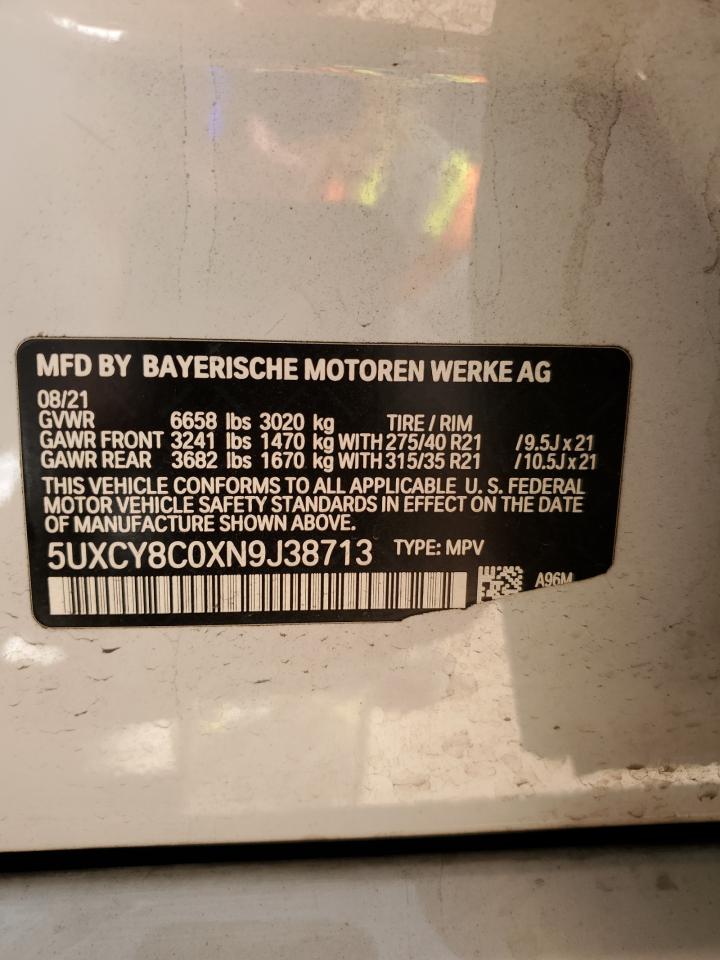 MFD BY BAYERISCHE MOTOREN WERKE AG
08/21
GVWR 6658 lbs 3020 kg TIRE / RIM
GAWR FRONT 3241 lbs 1470 kg WITH 275/40 R21 /9.5J x 21
GAWR REAR 3682 lbs 1670 kg WITH 315/35 R21 /10.5J x 21
THIS VEHICLE CONFORMS TO ALL APPLICABLE U. S. FEDERAL
MOTOR VEHICLE SAFETY STANDARDS IN EFFECT ON THE DATE
OF MANUFACTURE SHOWN ABOVE.
5UXCY8C0XN9J38713 TYPE: MPV
A96M